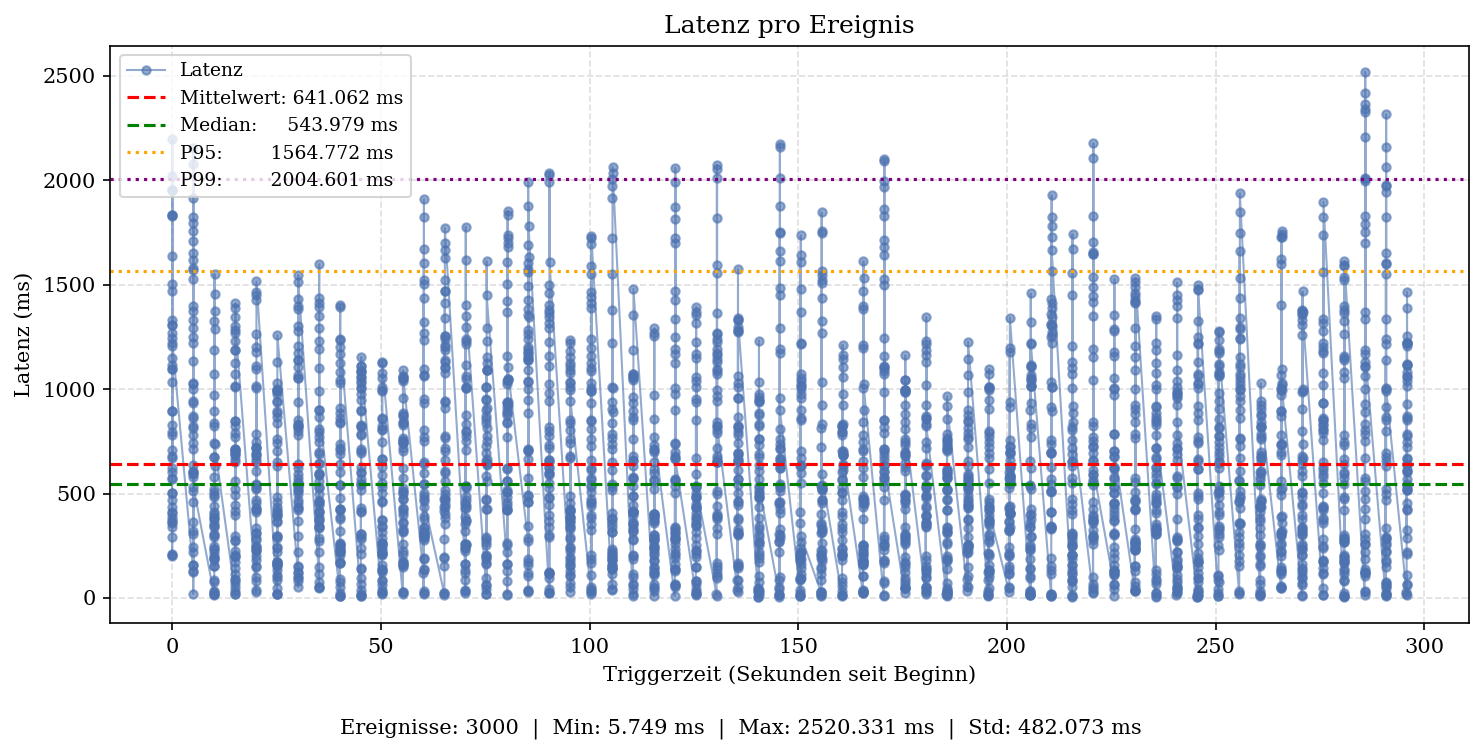 Latenz pro Ereignis
Latenz (ms)
2500
2000
1500
1000
500
0
Latenz
Mittelwert: 641.062 ms
Median: 543.979 ms
P95: 1564.772 ms
P99: 2004.601 ms
0 50 100 150 200 250 300
Triggerzeit (Sekunden seit Beginn)
Ereignisse: 3000 | Min: 5.749 ms | Max: 2520.331 ms | Std: 482.073 ms